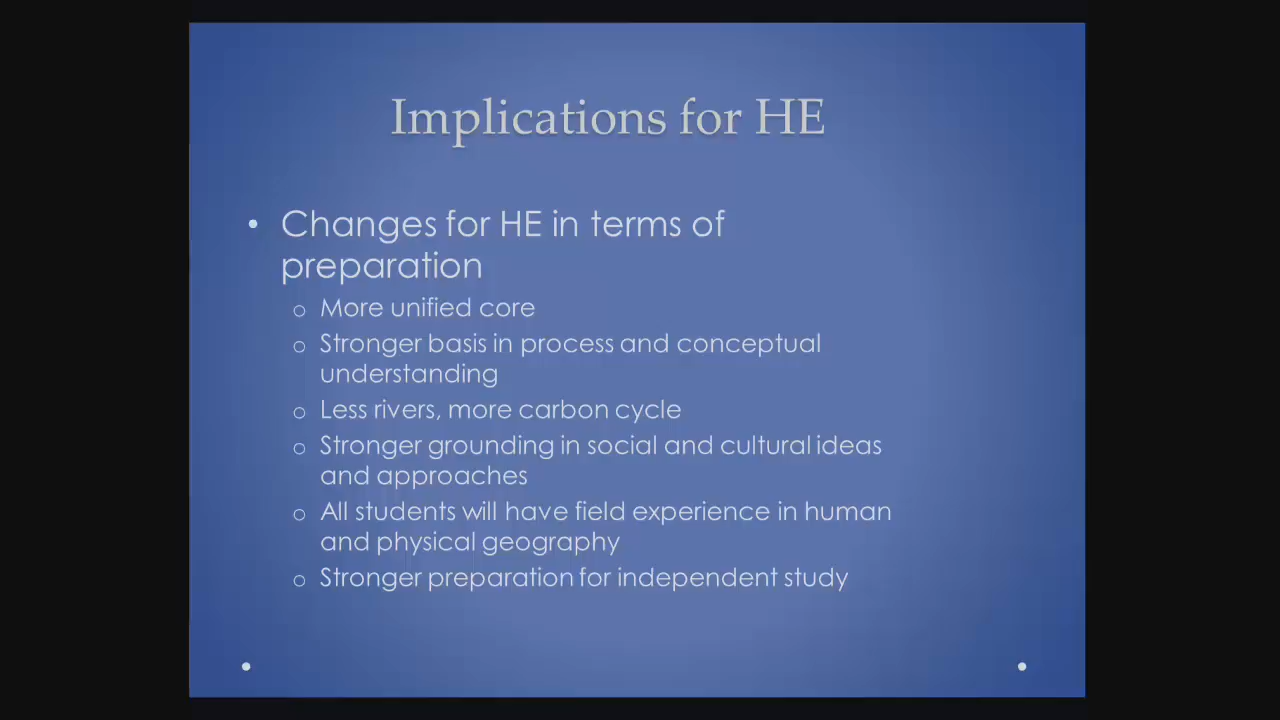 Implications for HE
• Changes for HE in terms of
preparation
o More unified core
o Stronger basis in process and conceptual
understanding
o Less rivers, more carbon cycle
o Stronger grounding in social and cultural ideas
and approaches
o All students will have field experience in human
and physical geography
o Stronger preparation for independent study